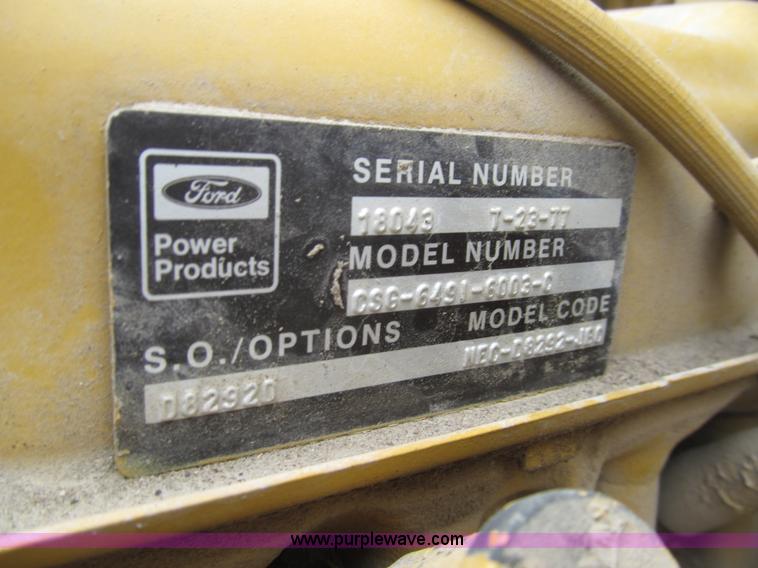 Ford
Power
Products
SERIAL NUMBER
18043 7-28-77
MODEL NUMBER
CSG-6491-6003-C
S.O./OPTIONS
MODEL CODE
D8292D
www.purplewave.com